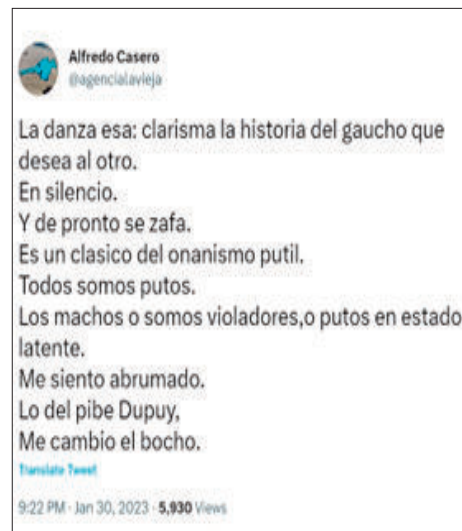 Alfredo Casero
@agencialavieja
La danza esa: clarisma la historia del gaucho que
desea al otro.
En silencio.
Y de pronto se zafa.
Es un clasico del onanismo putil.
Todos somos putos.
Los machos o somos violadores,o putos en estado
latente.
Me siento abrumado.
Lo del pibe Dupuy,
Me cambio el bocho.
Translate Tweet
9:22 PM · Jan 30, 2023 · 5,930 Views